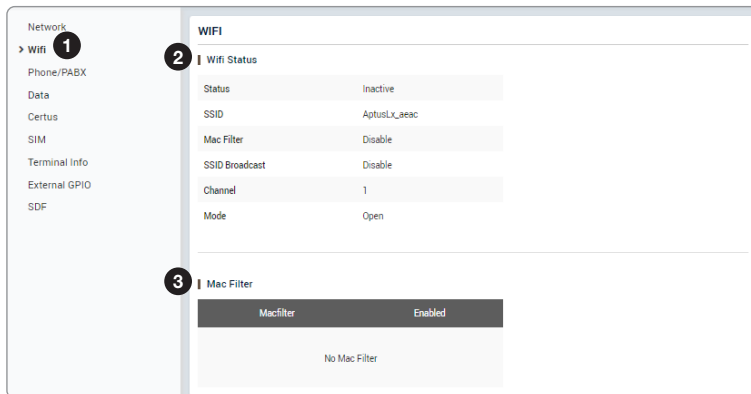 Network
Wifi
1
Phone/PABX
Data
Certus
SIM
Terminal Info
External GPIO
SDF
WIFI
2 Wifi Status
Status Inactive
SSID AptusLx_aeac
Mac Filter Disable
SSID Broadcast Disable
Channel 1
Mode Open
3 Mac Filter
Macfilter Enabled
No Mac Filter